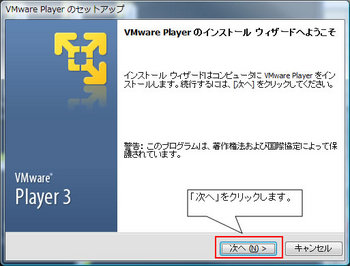 VMware Player のセットアップ
VMware Player のインストール ウィザードへようこそ
インストール ウィザードはコンピュータに VMware Player をイン
ストールします。続行するには、[次へ] をクリックしてください。
警告: このプログラムは、著作権法および国際協定によって保
護されています。
VMware®
Player 3
「次へ」をクリックします。
次へ (N) >
キャンセル